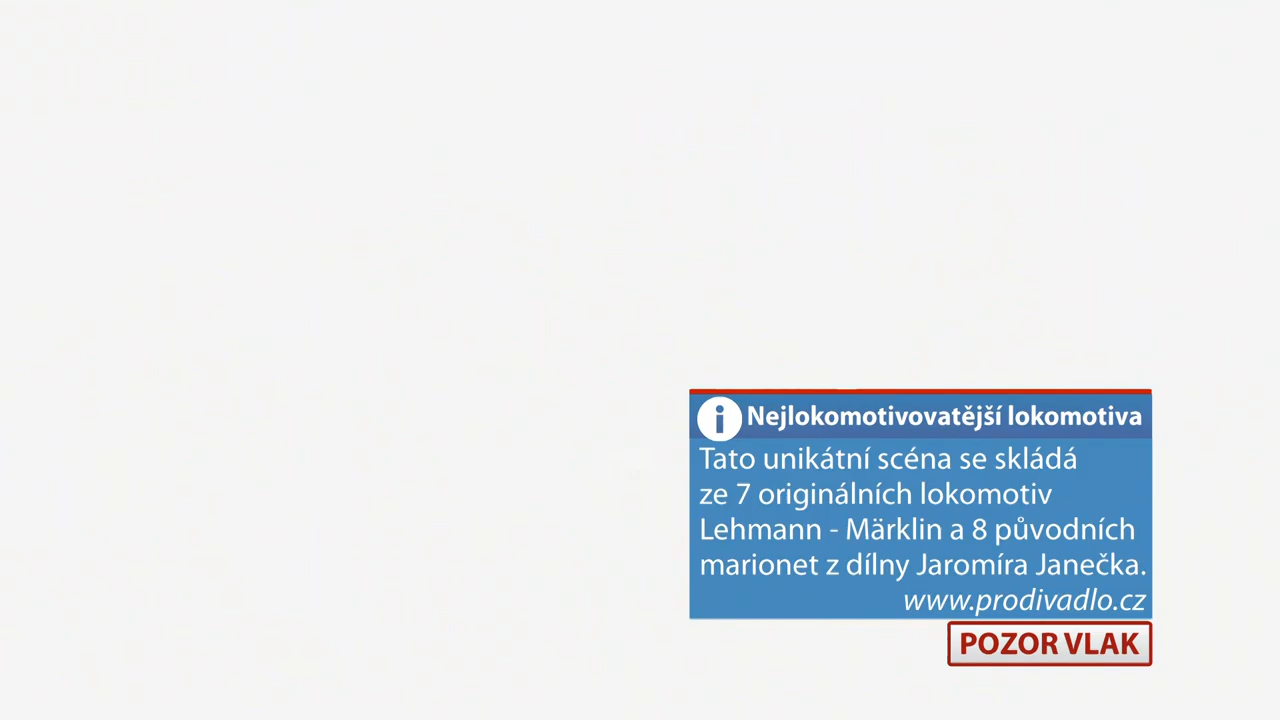 Nejlokomotivovatější lokomotiva
Tato unikátní scéna se skládá
ze 7 originálních lokomotiv
Lehmann - Märklin a 8 původních
marionet z dílny Jaromíra Janečka.
www.prodivadlo.cz
POZOR VLAK